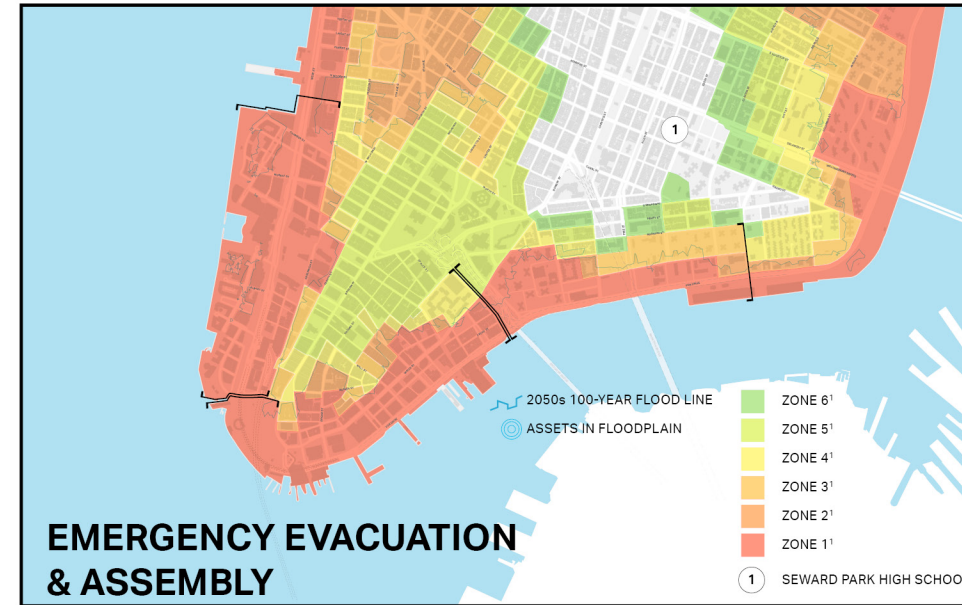 1
2050s 100-YEAR FLOOD LINE
ASSETS IN FLOODPLAIN
ZONE 6¹
ZONE 5¹
ZONE 4¹
ZONE 3¹
ZONE 2¹
ZONE 1¹
1 SEWARD PARK HIGH SCHOO
EMERGENCY EVACUATION
& ASSEMBLY